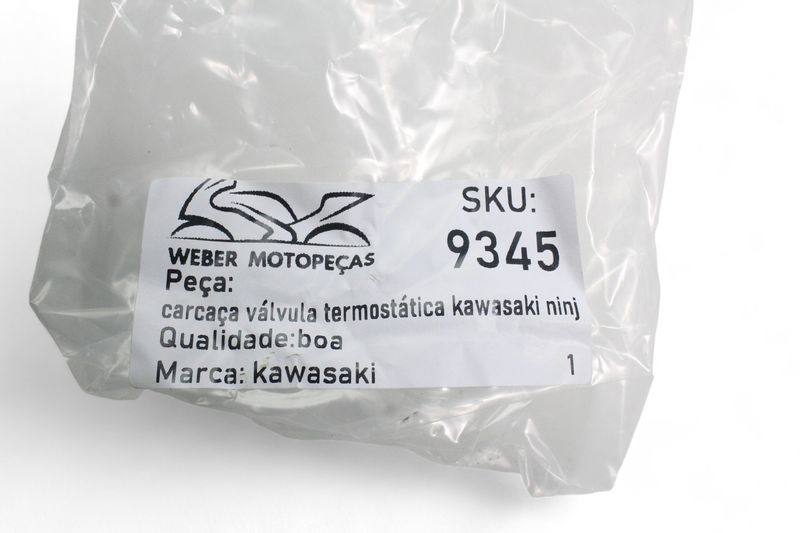 WEBER MOTOPEÇAS
SKU:
9345
Peça:
carcaça válvula termostática kawasaki ninj
Qualidade:boa
Marca: kawasaki
1